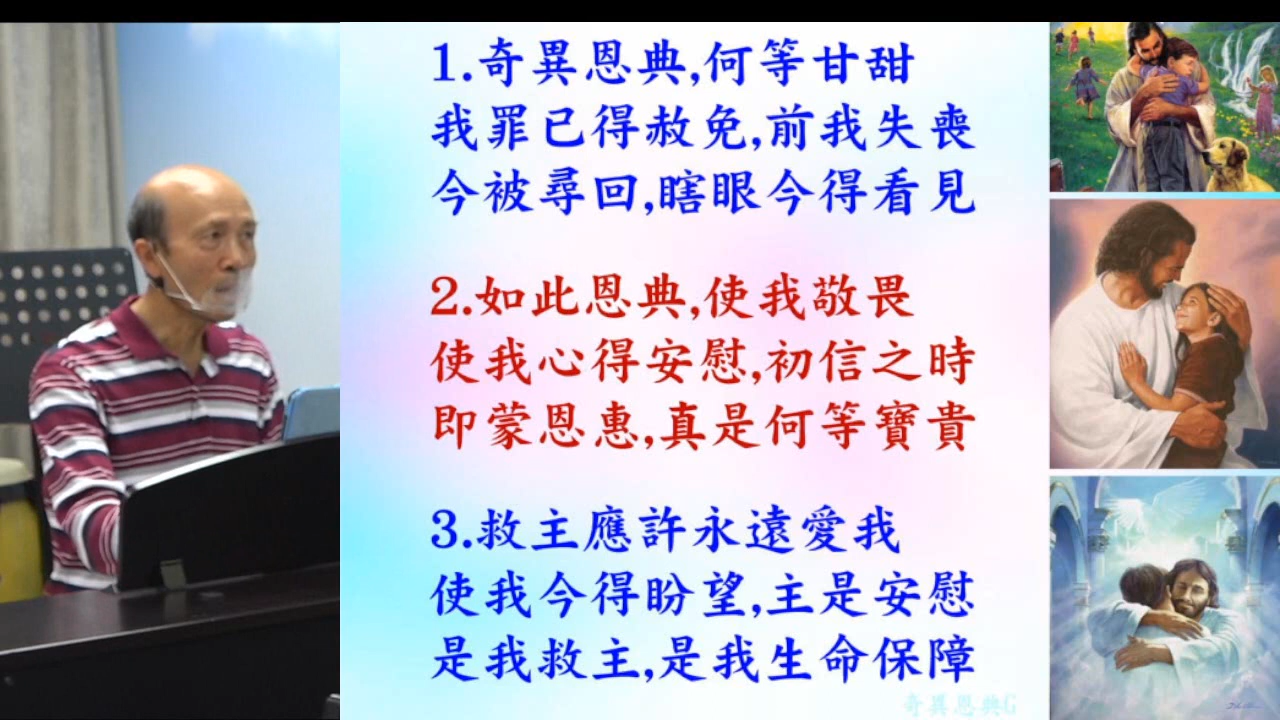 1.奇異恩典,何等甘甜
我罪已得赦免,前我失喪
今被尋回,瞎眼今得看見
2.如此恩典,使我敬畏
使我心得安慰,初信之時
即蒙恩惠,真是何等寶貴
3.救主應許永遠愛我
使我今得盼望,主是安慰
是我救主,是我生命保障
奇異恩典G